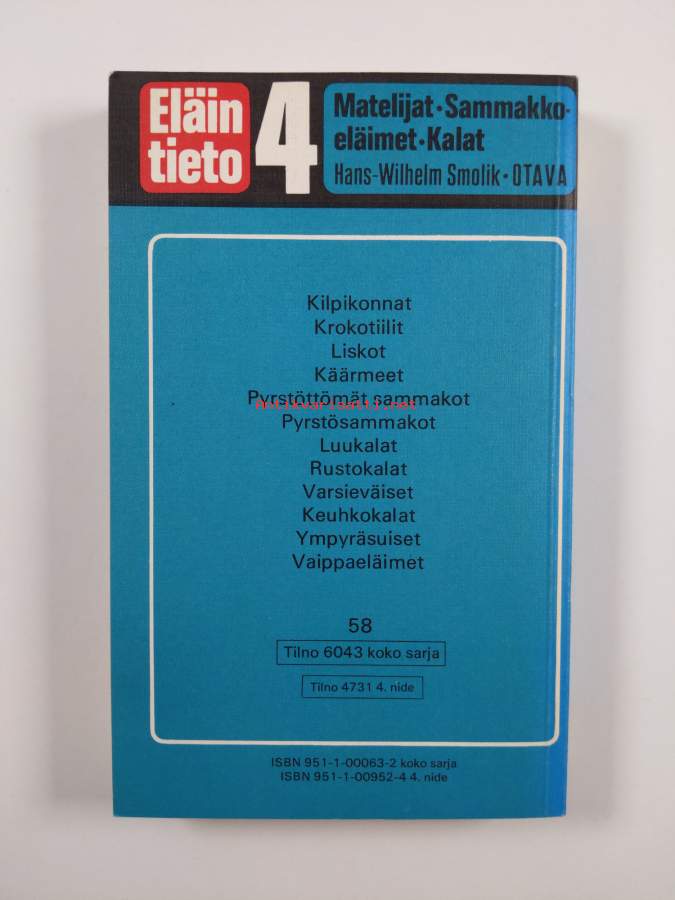 Eläin
tieto
4
Matelijat·Sammakko-
eläimet·Kalat
Hans-Wilhelm Smolik·OTAVA
Kilpikonnat
Krokotiilit
Liskot
Käärmeet
Pyrstöttömät sammakot
Antikvariaatti.net
Pyrstösammakot
Luukalat
Rustokalat
Varsieväiset
Keuhkokalat
Ympyräsuiset
Vaippaeläimet
58
Tilno 6043 koko sarja
Tilno 4731 4. nide
ISBN 951-1-00063-2 koko sarja
ISBN 951-1-00952-4 4. nide